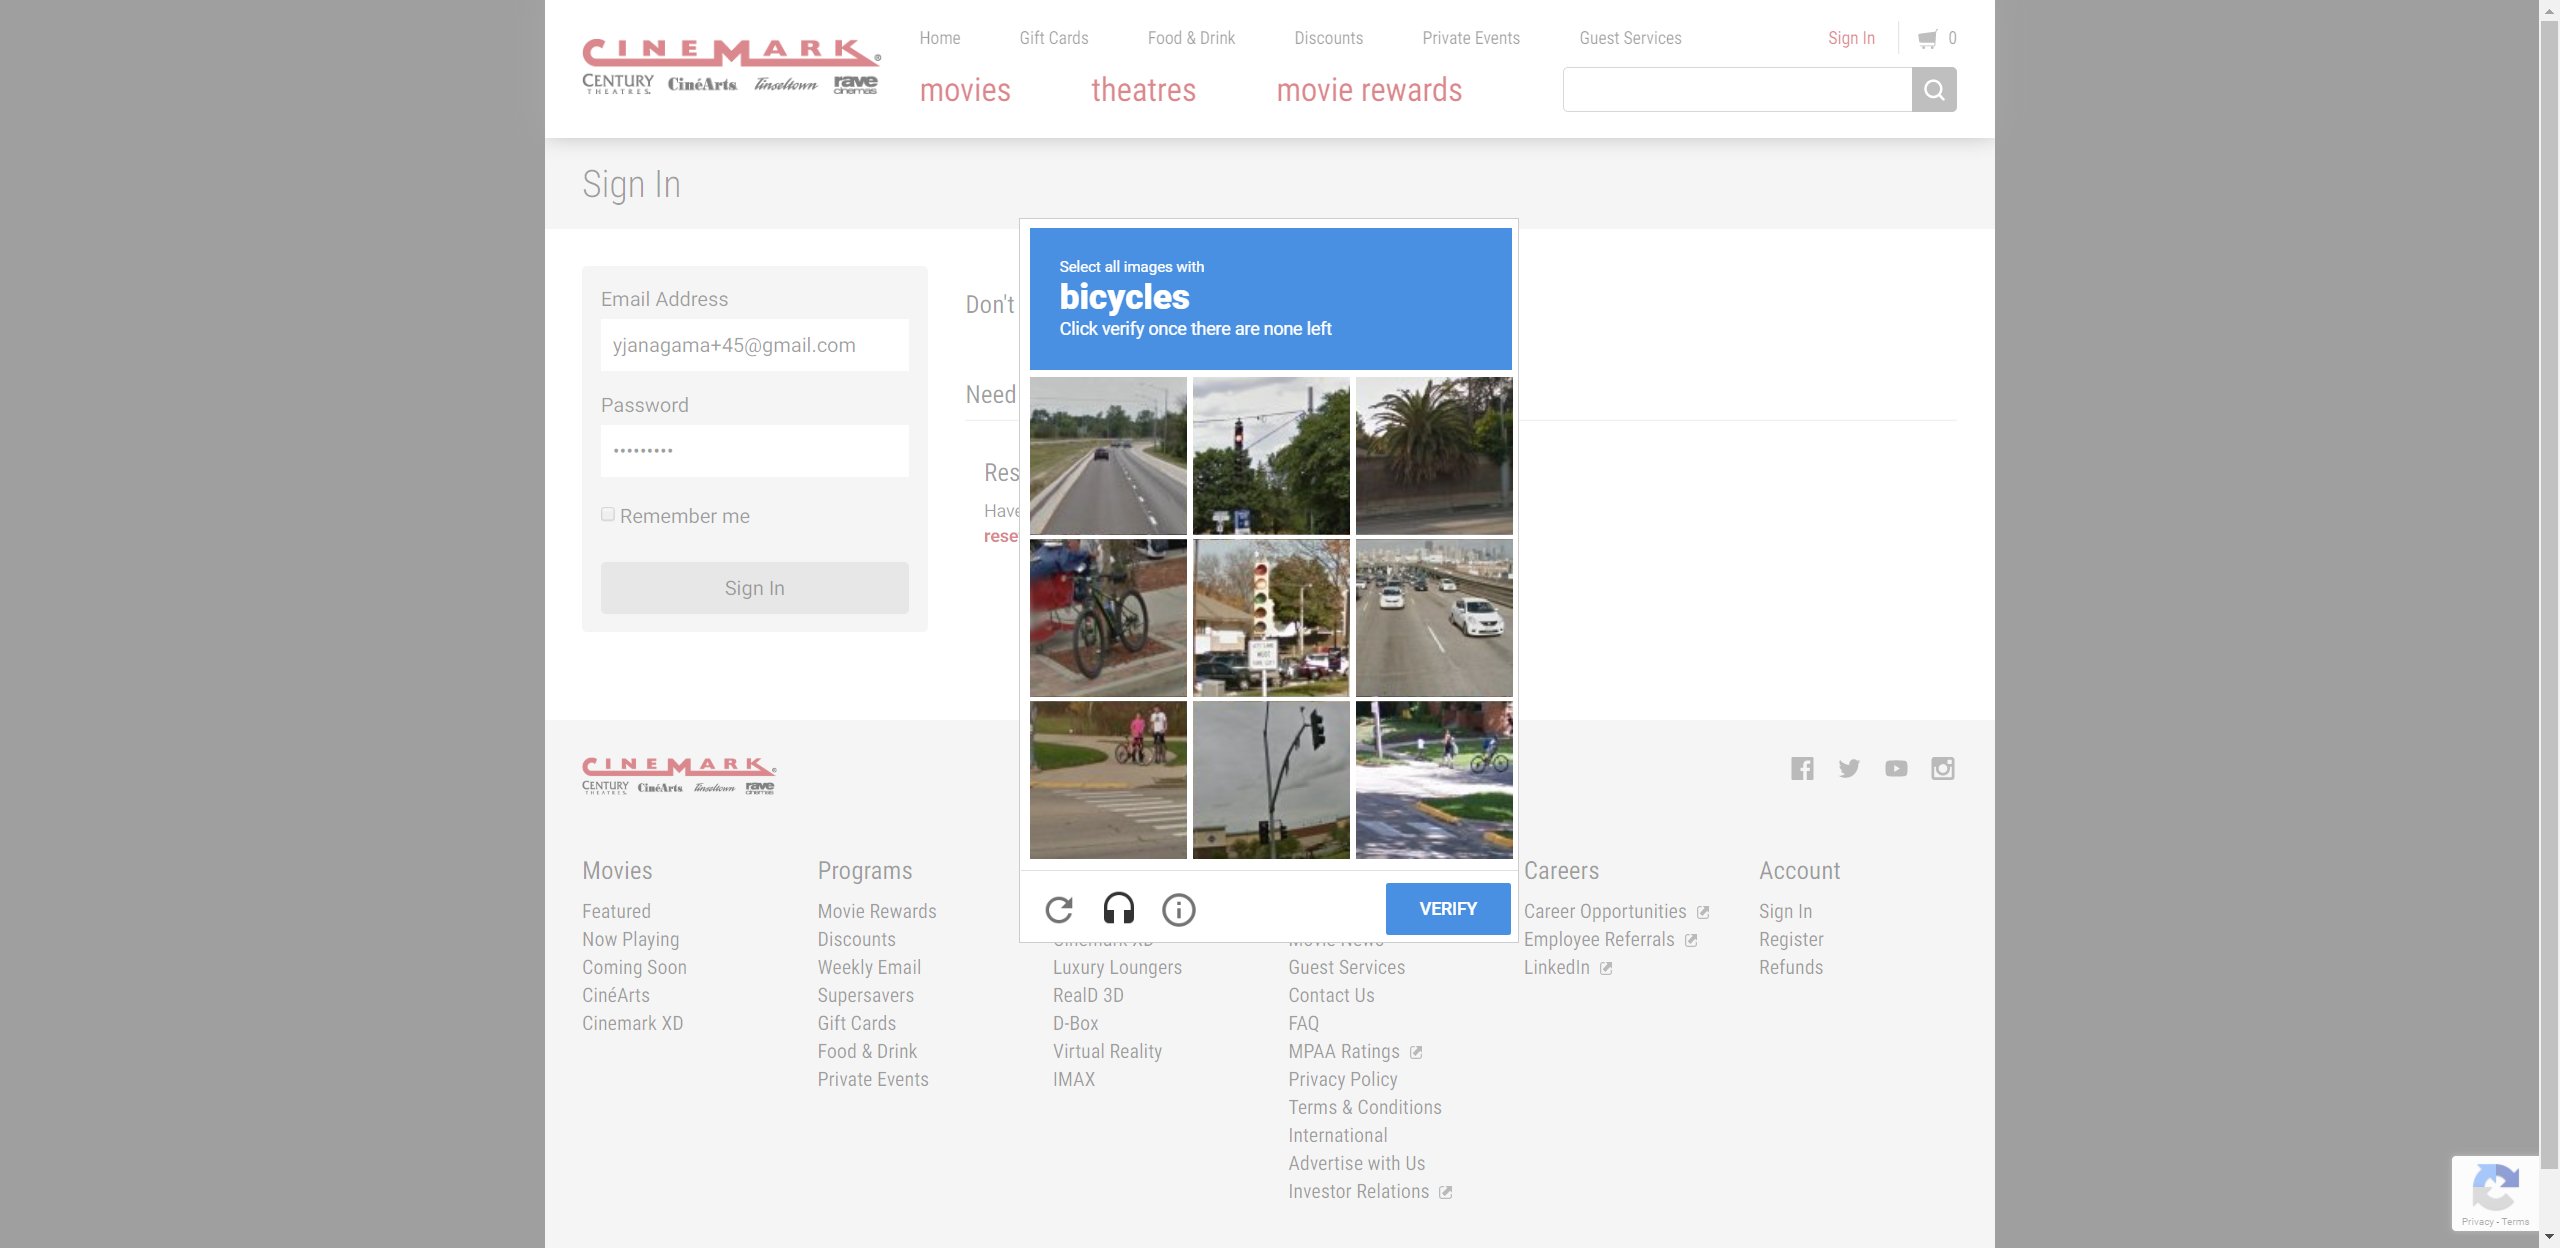 CINEMARK®
CENTURY THEATRES. CinéArts Tinseltown rave cinemas
Home Gift Cards Food & Drink Discounts Private Events Guest Services Sign In 0
movies theatres movie rewards
Sign In
Email Address
yjanagama+45@gmail.com
Password
Remember me
Sign In
Don't
Need
Res
Have
rese
Select all images with
bicycles
Click verify once there are none left
VERIFY
CINEMARK®
CENTURY THEATRES. CinéArts Tinseltown rave cinemas
Movies
Featured
Now Playing
Coming Soon
CinéArts
Cinemark XD
Programs
Movie Rewards
Discounts
Weekly Email
Supersavers
Gift Cards
Food & Drink
Private Events
Cinemark XD
Luxury Loungers
RealD 3D
D-Box
Virtual Reality
IMAX
Movie News
Guest Services
Contact Us
FAQ
MPAA Ratings
Privacy Policy
Terms & Conditions
International
Advertise with Us
Investor Relations
Careers
Career Opportunities
Employee Referrals
LinkedIn
Account
Sign In
Register
Refunds
Privacy - Terms